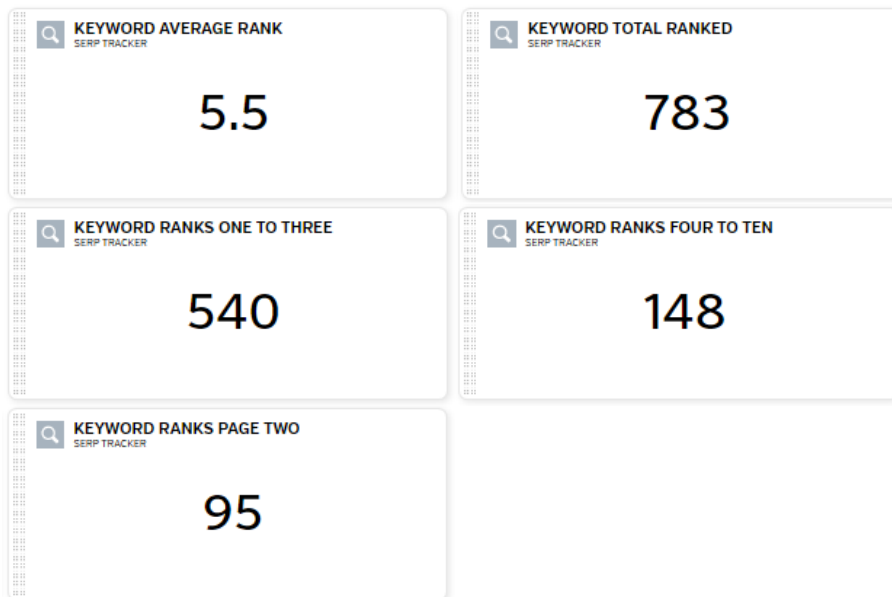 KEYWORD AVERAGE RANK
SERP TRACKER
5.5
KEYWORD TOTAL RANKED
SERP TRACKER
783
KEYWORD RANKS ONE TO THREE
SERP TRACKER
540
KEYWORD RANKS FOUR TO TEN
SERP TRACKER
148
KEYWORD RANKS PAGE TWO
SERP TRACKER
95